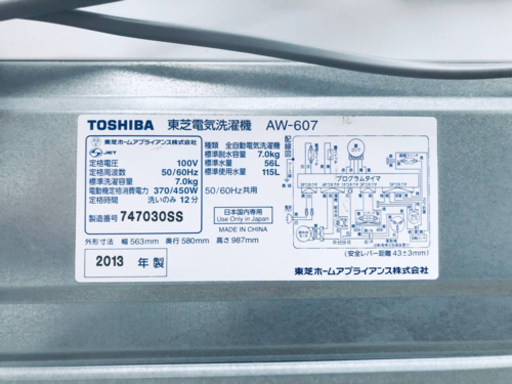 TOSHIBA 東芝電気洗濯機 AW-607
東芝ホームアプライアンス株式会社
JET
定格電圧 100V
定格周波数 50/60Hz
標準洗濯容量 7.0kg
電動機定格消費電力 370/450W
定格時間 洗いのみ 12分
製造番号 747030SS
種類 全自動電気洗濯機
標準脱水容量 7.0kg
標準水量 56L
標準使用水量 115L
50/60Hz共用
日本国内専用
Use Only in Japan
MADE IN CHINA
外形寸法 幅 563mm 奥行 580mm 高さ 987mm
2013 年製
配線図
プログラムタイマ
(安全レバー距離 43±3mm)
東芝ホームアプライアンス株式会社